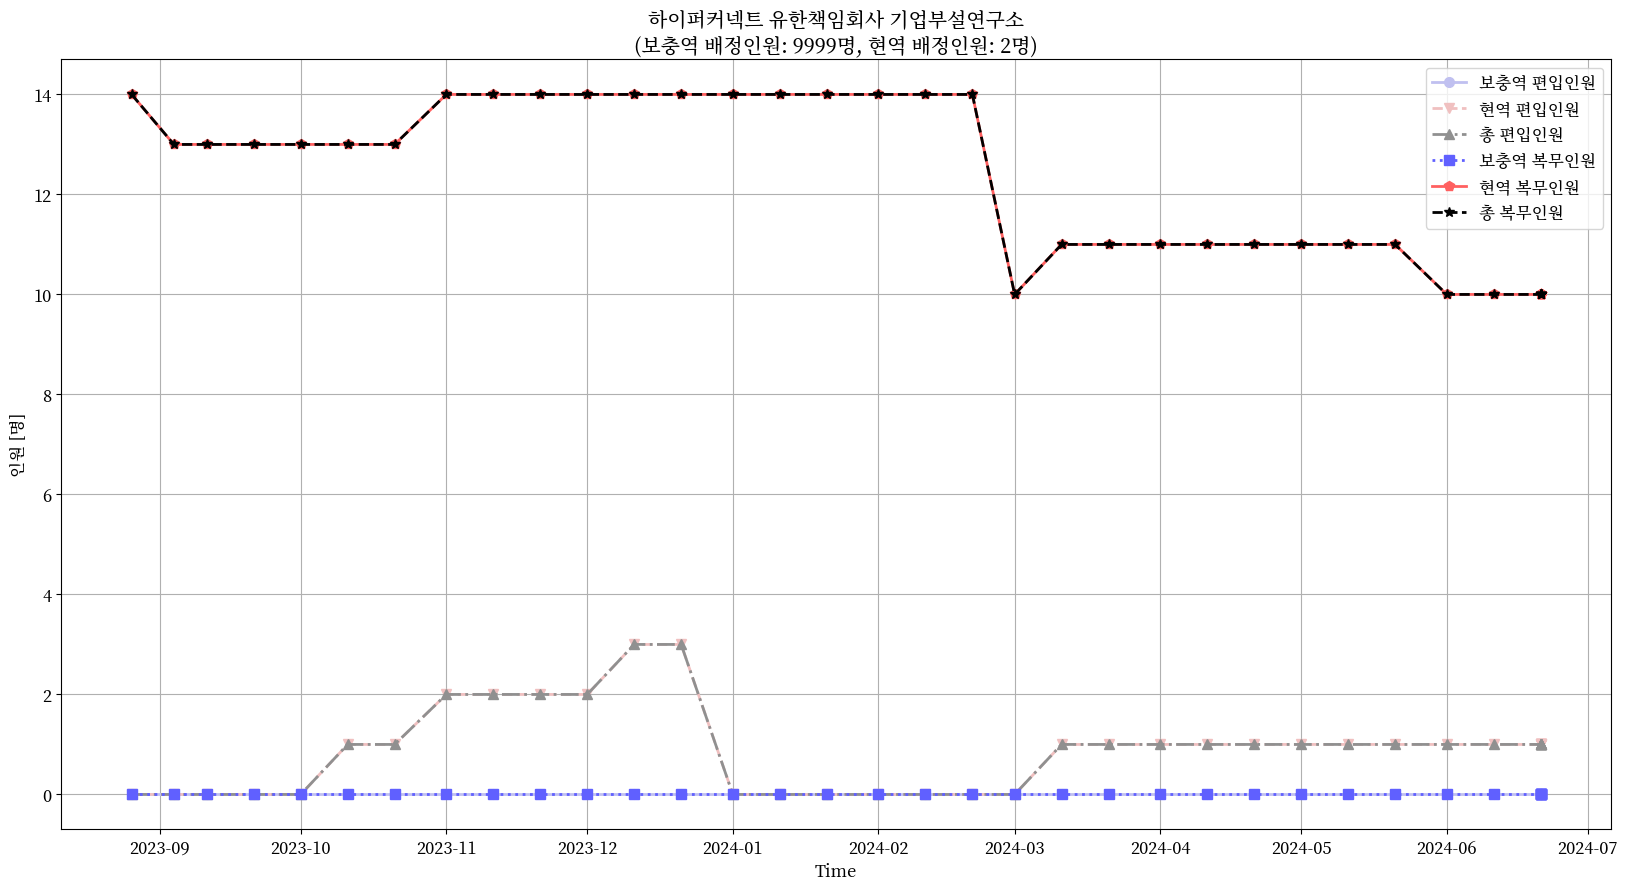 하이퍼커넥트 유한책임회사 기업부설연구소
(보충역 배정인원: 9999명, 현역 배정인원: 2명)
보충역 편입인원
현역 편입인원
총 편입인원
보충역 복무인원
현역 복무인원
총 복무인원
인원 [명]
14
12
10
8
6
4
2
0
2023-09
2023-10
2023-11
2023-12
2024-01
2024-02
2024-03
2024-04
2024-05
2024-06
2024-07
Time